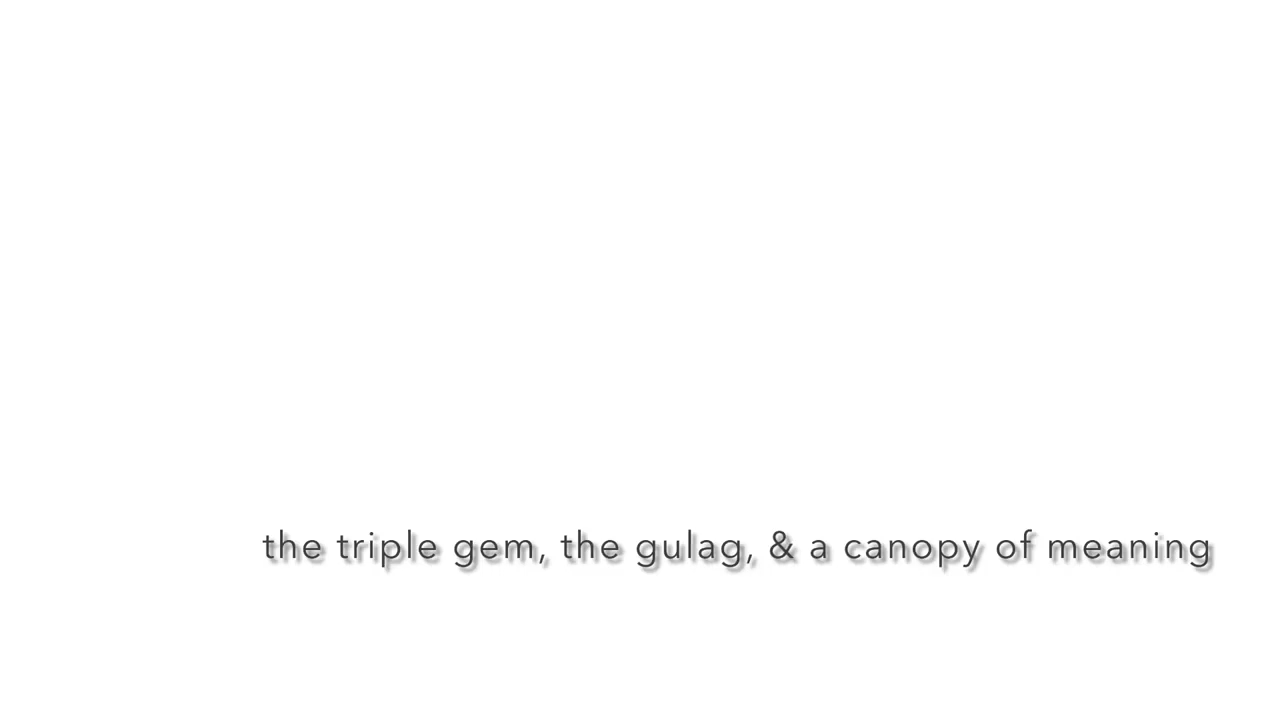 the triple gem, the gulag, & a canopy of meaning